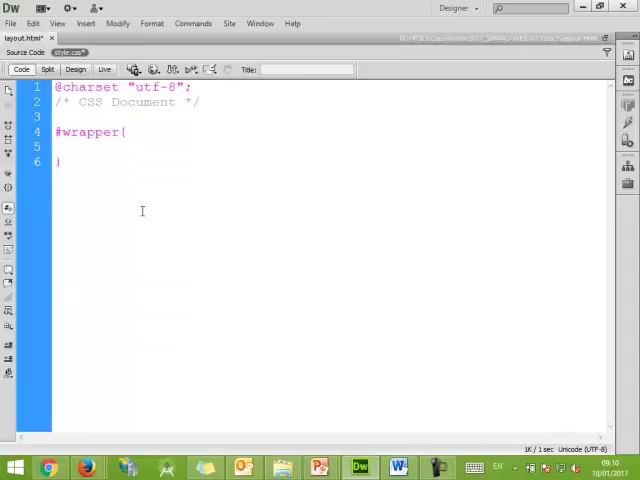 Dw
Designer
File Edit View Insert Modify Format Commands Site Window Help
layout.html* ×
Source Code style.css*
Code Split Design Live Title:
1 @charset "utf-8";
2 /* CSS Document */
3
4 #wrapper{
5
6 }
1K / 1 sec Unicode (UTF-8)
EN
09:10
18/01/2017